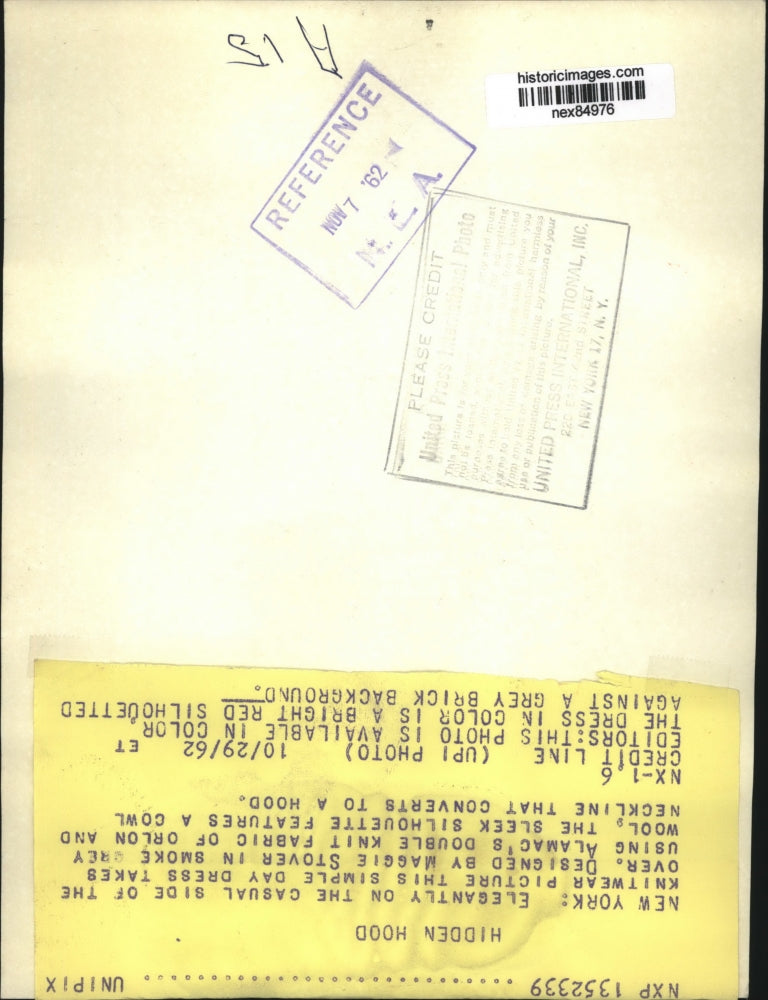 A 15
historicimages.com
nex84976
REFERENCE
NOV 7 '62
N. E. A.
PLEASE CREDIT
United Press International Photo
UNITED PRESS INTERNATIONAL, INC.
220 EAST 42nd STREET
NEW YORK 17, N. Y.
NXP 1352339 ........................ UNIPIX
HIDDEN HOOD
NEW YORK: ELEGANTLY ON THE CASUAL SIDE OF THE
KNITWEAR PICTURE THIS SIMPLE DAY DRESS TAKES
OVER. DESIGNED BY MAGGIE STOVER IN SMOKE GREY
USING ALAMAC'S DOUBLE KNIT FABRIC OF ORLON AND
WOOL, THE SLEEK SILHOUETTE FEATURES A COWL
NECKLINE THAT CONVERTS TO A HOOD.
NX-1,6
CREDIT LINE (UPI PHOTO) 10/29/62 ET
EDITORS:THIS PHOTO IS AVAILABLE IN COLOR
THE DRESS IN COLOR IS A BRIGHT RED SILHOUETTED
AGAINST A GREY BRICK BACKGROUND.